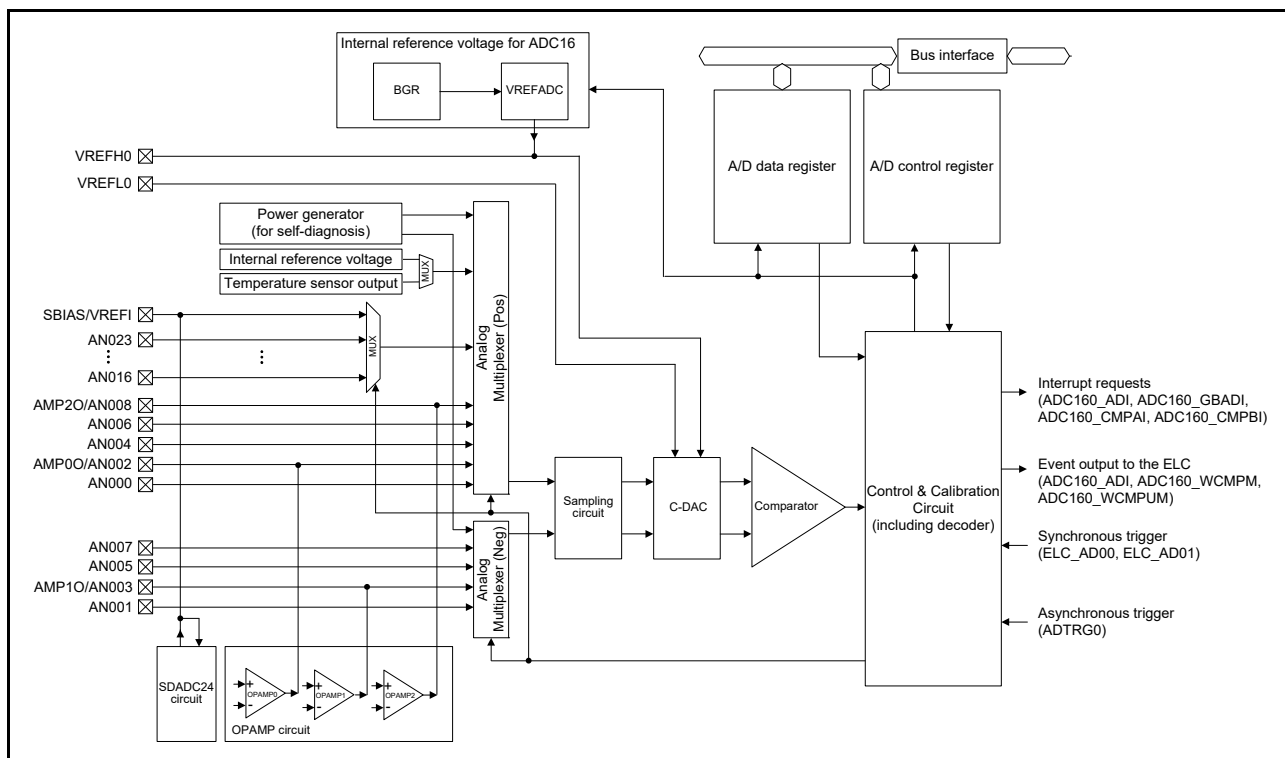 Internal reference voltage for ADC16
BGR
VREFADC
Bus interface
A/D data register
A/D control register
VREFH0
VREFL0
Power generator
(for self-diagnosis)
Internal reference voltage
Temperature sensor output
MUX
Analog
Multiplexer (Pos)
SBIAS/VREFI
AN023
AN016
MUX
AMP2O/AN008
AN006
AN004
AMP0O/AN002
AN000
AN007
AN005
AMP1O/AN003
AN001
Analog
Multiplexer (Neg)
Sampling
circuit
C-DAC
Comparator
Control & Calibration
Circuit
(including decoder)
Interrupt requests
(ADC160_ADI, ADC160_GBADI,
ADC160_CMPAI, ADC160_CMPBI)
Event output to the ELC
(ADC160_ADI, ADC160_WCMPM,
ADC160_WCMPUM)
Synchronous trigger
(ELC_AD00, ELC_AD01)
Asynchronous trigger
(ADTRG0)
SDADC24
circuit
+
-
OPAMP0
+
-
OPAMP1
+
-
OPAMP2
OPAMP circuit